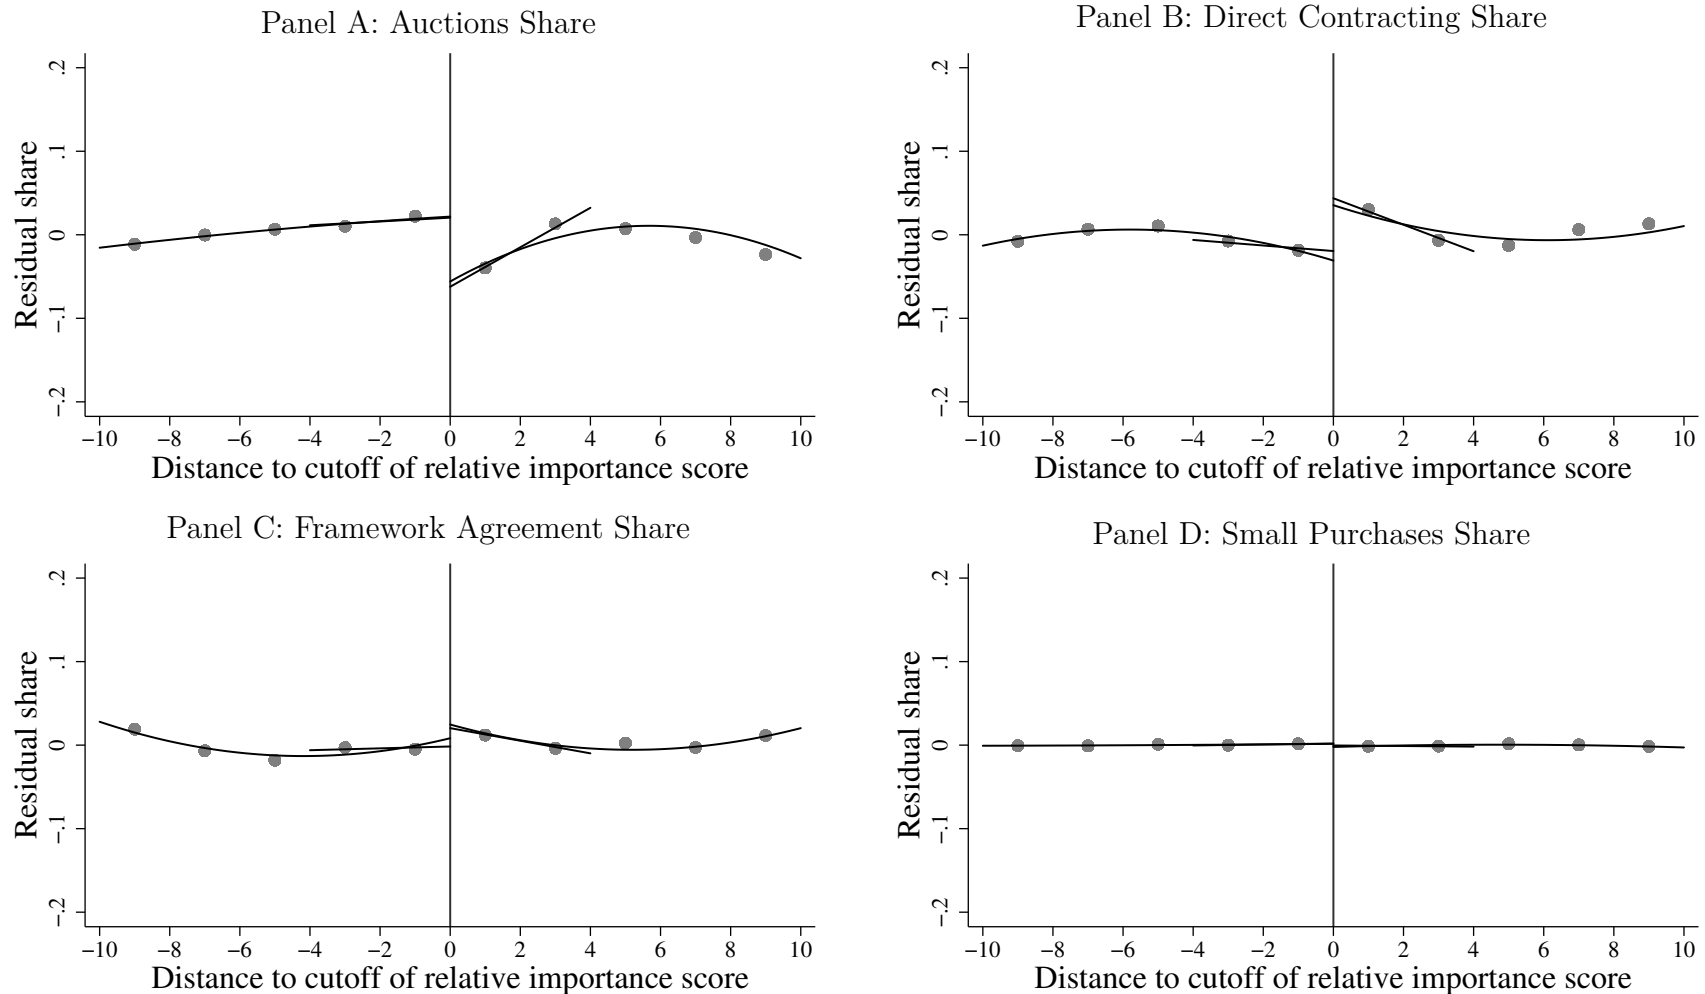 Panel A: Auctions Share
Residual share
.2
.1
0
−.1
−.2
−10 −8 −6 −4 −2 0 2 4 6 8 10
Distance to cutoff of relative importance score
Panel B: Direct Contracting Share
Residual share
.2
.1
0
−.1
−.2
−10 −8 −6 −4 −2 0 2 4 6 8 10
Distance to cutoff of relative importance score
Panel C: Framework Agreement Share
Residual share
.2
.1
0
−.1
−.2
−10 −8 −6 −4 −2 0 2 4 6 8 10
Distance to cutoff of relative importance score
Panel D: Small Purchases Share
Residual share
.2
.1
0
−.1
−.2
−10 −8 −6 −4 −2 0 2 4 6 8 10
Distance to cutoff of relative importance score